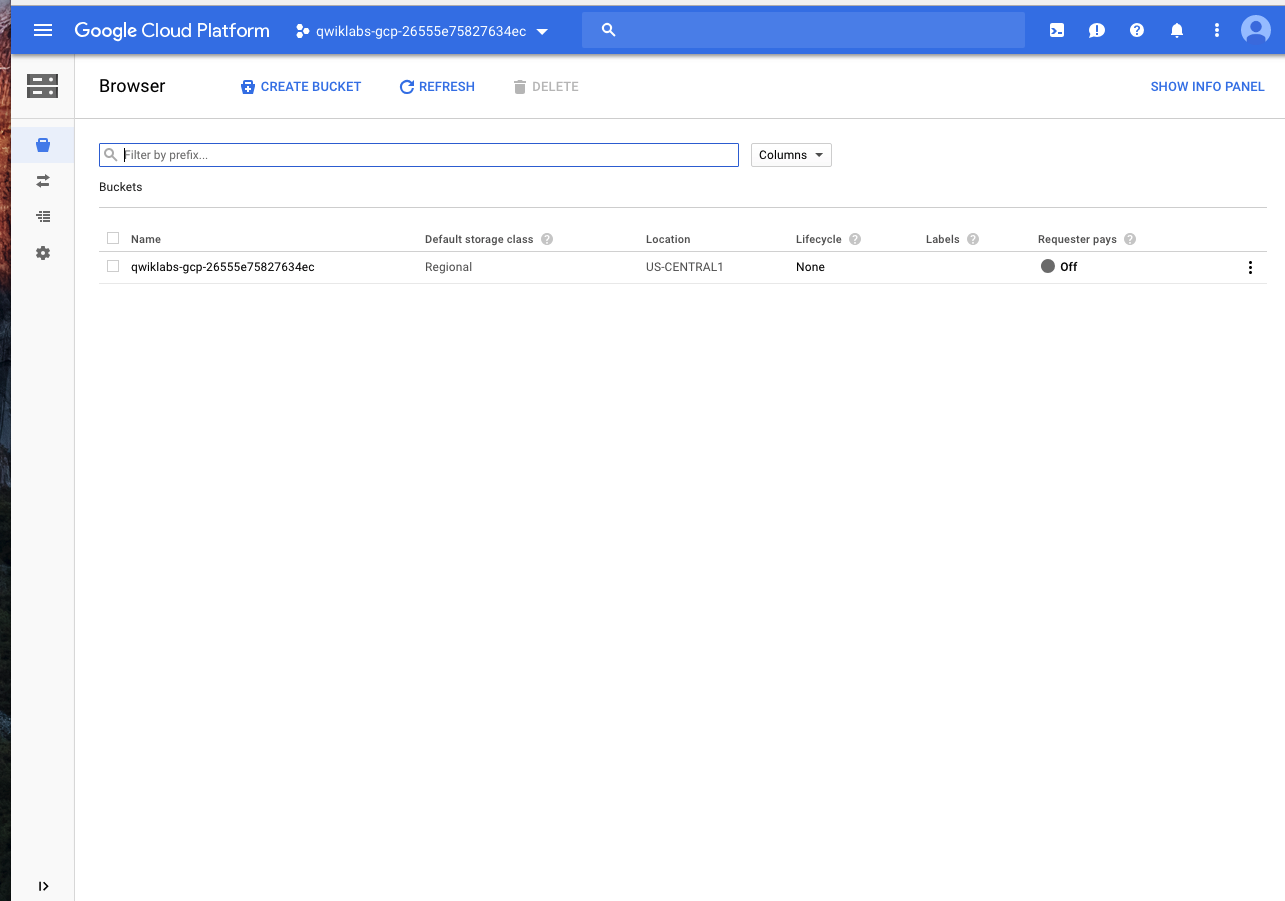 Google Cloud Platform qwiklabs-gcp-26555e75827634ec
Browser CREATE BUCKET REFRESH DELETE SHOW INFO PANEL
Filter by prefix... Columns
Buckets
Name Default storage class Location Lifecycle Labels Requester pays
qwiklabs-gcp-26555e75827634ec Regional US-CENTRAL1 None Off